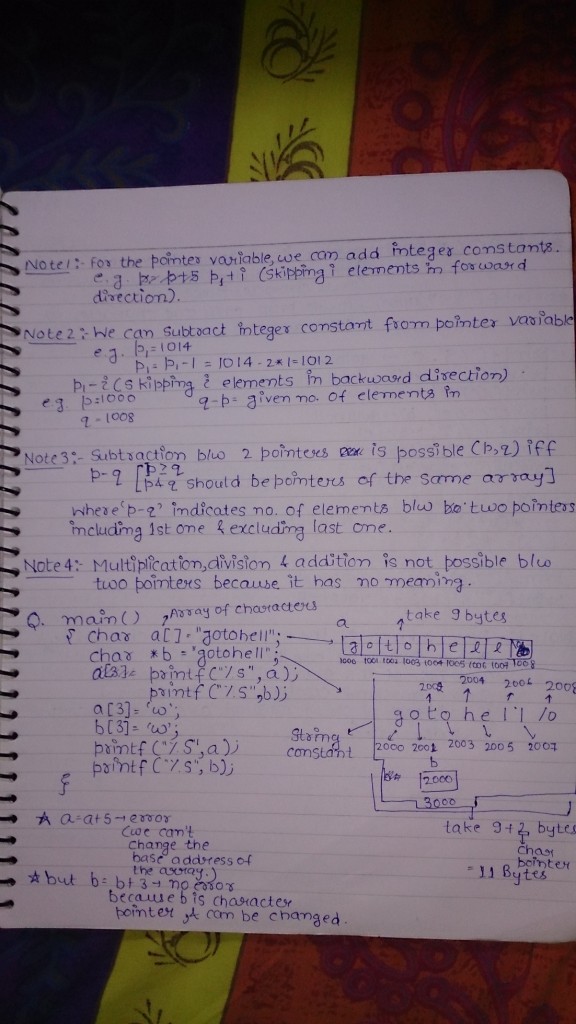 Note1:- For the pointer variable, we can add integer constants.
e.g. p+5 p1+i (skipping i elements in forward
direction).
Note2:- We can subtract integer constant from pointer variable
e.g. p1=1014
p1= p1-1 = 1014-2*1=1012
p1-i (skipping i elements in backward direction).
e.g. p=1000 q-p= given no. of elements in
q-1008
Note3:- Subtraction b/w 2 pointers is possible (p,q) iff
p-q [p≥q
[p & q should be pointers of the same array]
where 'p-q' indicates no. of elements b/w two pointers
including 1st one & excluding last one.
Note4:- Multiplication, division & addition is not possible b/w
two pointers because it has no meaning.
Q. main() Array of characters
{ char a[]="gotohell";
char *b="gotohell";
a[3]= printf("%s",a);
printf("%s",b);
a[3]='w';
b[3]='w';
printf("%s",a);
printf("%s",b);
}
a take 9 bytes
g o t o h e l l
1000 1001 1002 1003 1004 1005 1006 1007 1008
2002 2004 2006 2008
g o t o h e l l \0
2000 2001 2003 2005 2007
String
constant
b
2000
3000
take 9+2 bytes
char
pointer
= 11 Bytes
* a=a+5→error
(we can't
change the
base address of
the array.)
* but b=b+3→no error
because b is character
pointer, it can be changed.